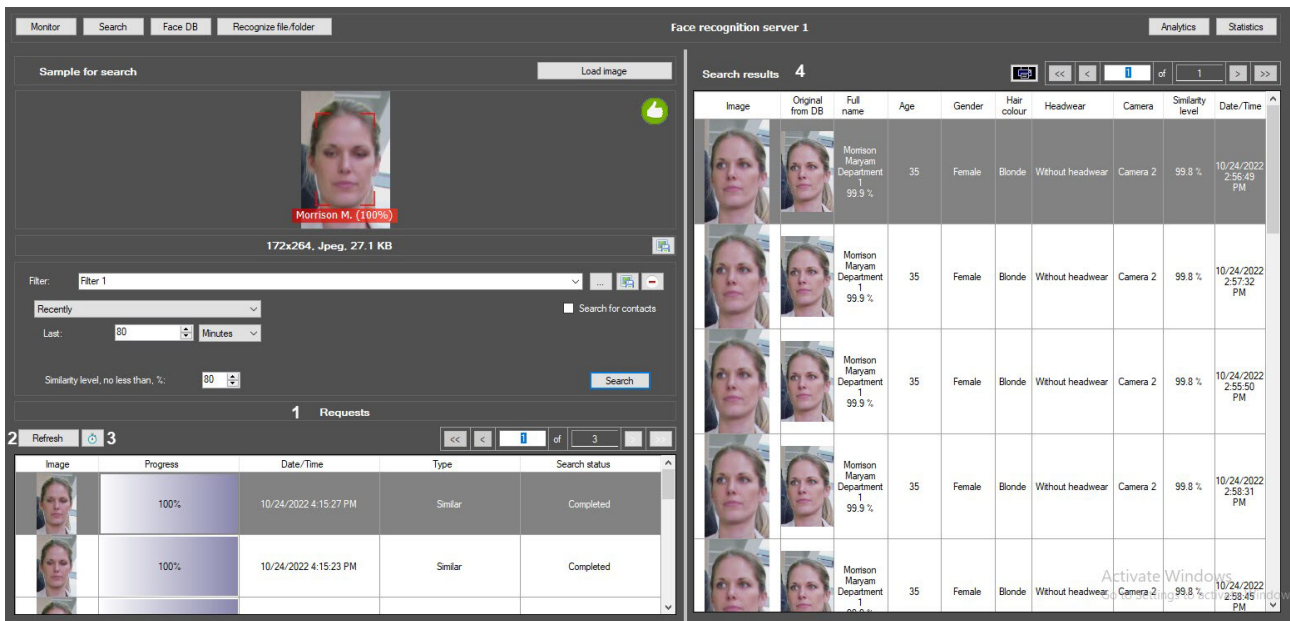 Monitor Search Face DB Recognize file/folder Face recognition server 1 Analytics Statistics
Sample for search Load image
Morrison M. (100%)
172x264, Jpeg, 27.1 KB
Filter: Filter 1 ...
Recently Search for contacts
Last: 80 Minutes
Similarity level, no less than, %: 80 Search
1 Requests
2 Refresh 3 << < 1 of 3 > >>
Image Progress Date/Time Type Search status
100% 10/24/2022 4:15:27 PM Similar Completed
100% 10/24/2022 4:15:23 PM Similar Completed
Search results 4 << < 1 of 1 > >>
Image Original from DB Full name Age Gender Hair colour Headwear Camera Similarity level Date/Time
Morrison
Maryam
Department
1
99.9 %
35 Female Blonde Without headwear Camera 2 99.8 %
10/24/2022
2:56:49
PM
Morrison
Maryam
Department
1
99.9 %
35 Female Blonde Without headwear Camera 2 99.8 %
10/24/2022
2:57:32
PM
Morrison
Maryam
Department
1
99.9 %
35 Female Blonde Without headwear Camera 2 99.8 %
10/24/2022
2:55:50
PM
Morrison
Maryam
Department
1
99.9 %
35 Female Blonde Without headwear Camera 2 99.8 %
10/24/2022
2:58:31
PM
Morrison
Maryam
Department
1
35 Female Blonde Without headwear Camera 2 99.8 %
10/24/2022
2:58:45
PM
Activate Windows
Go to Settings to activate Windows